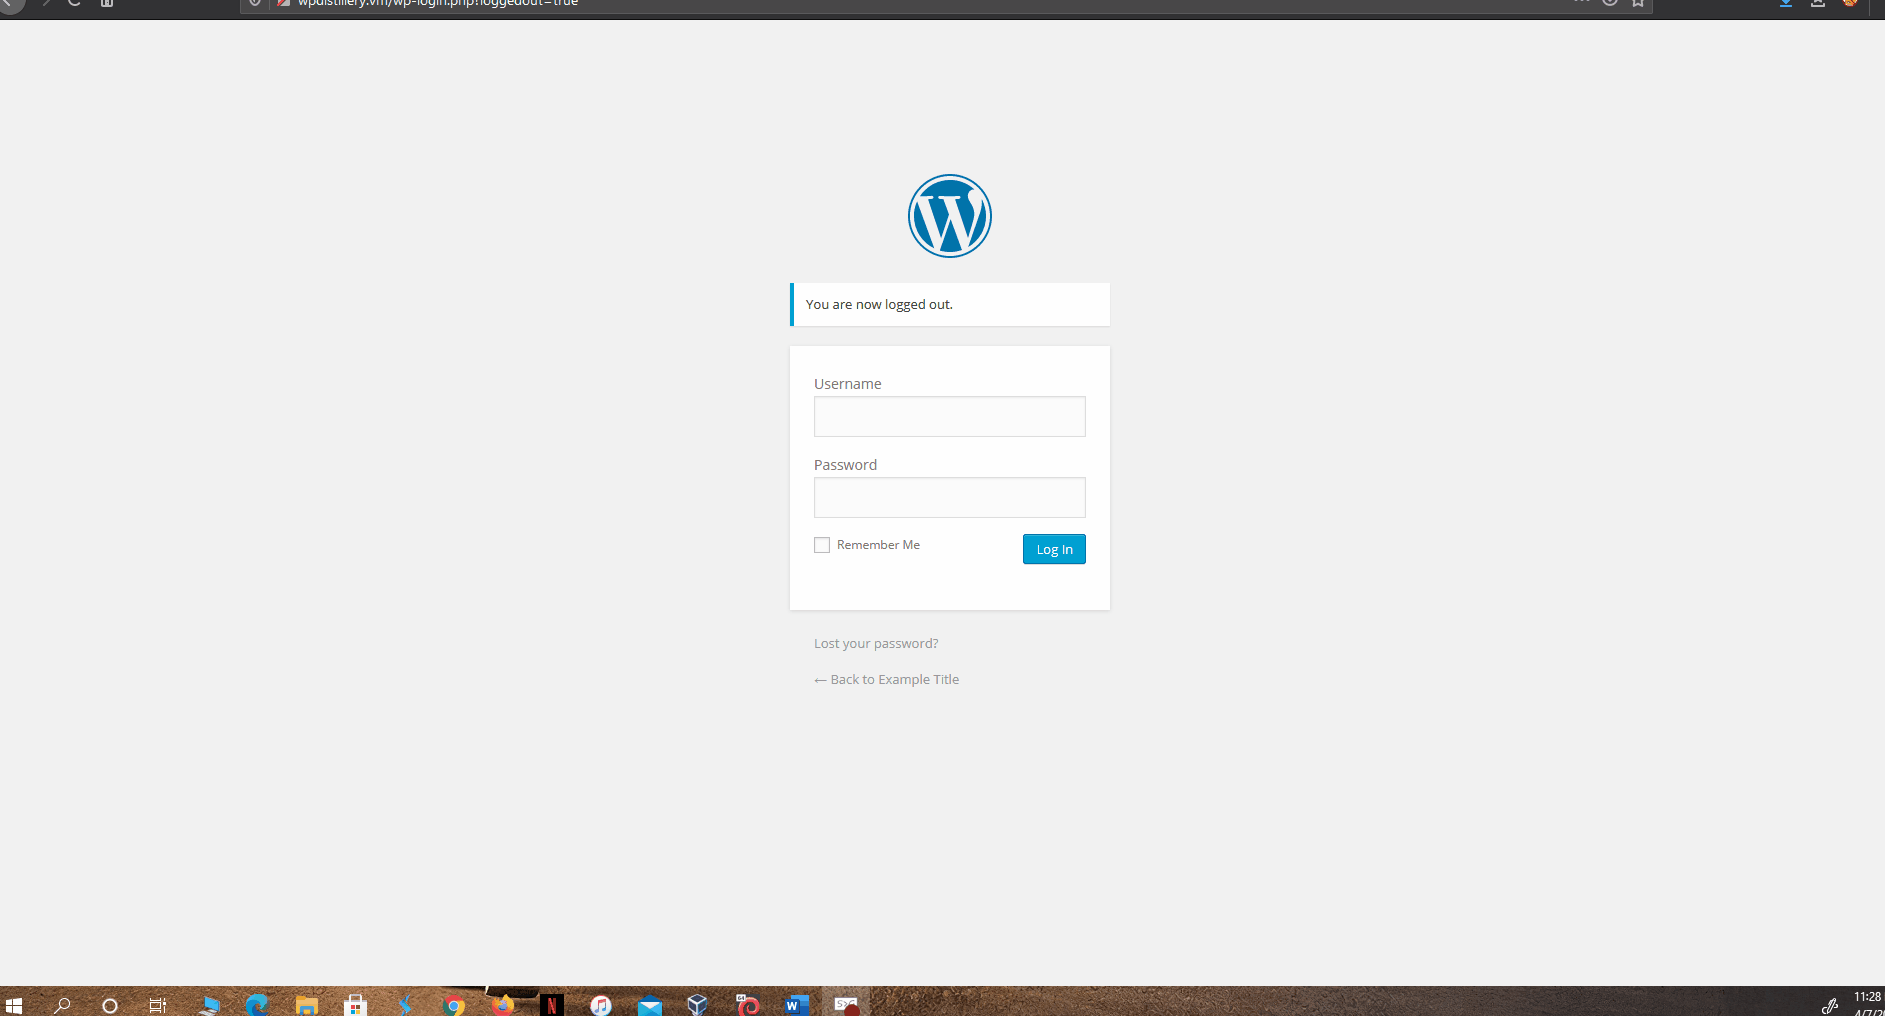 wpdistillery.vm/wp-login.php?loggedout=true
You are now logged out.
Username
Password
Remember Me
Log In
Lost your password?
← Back to Example Title
11:28